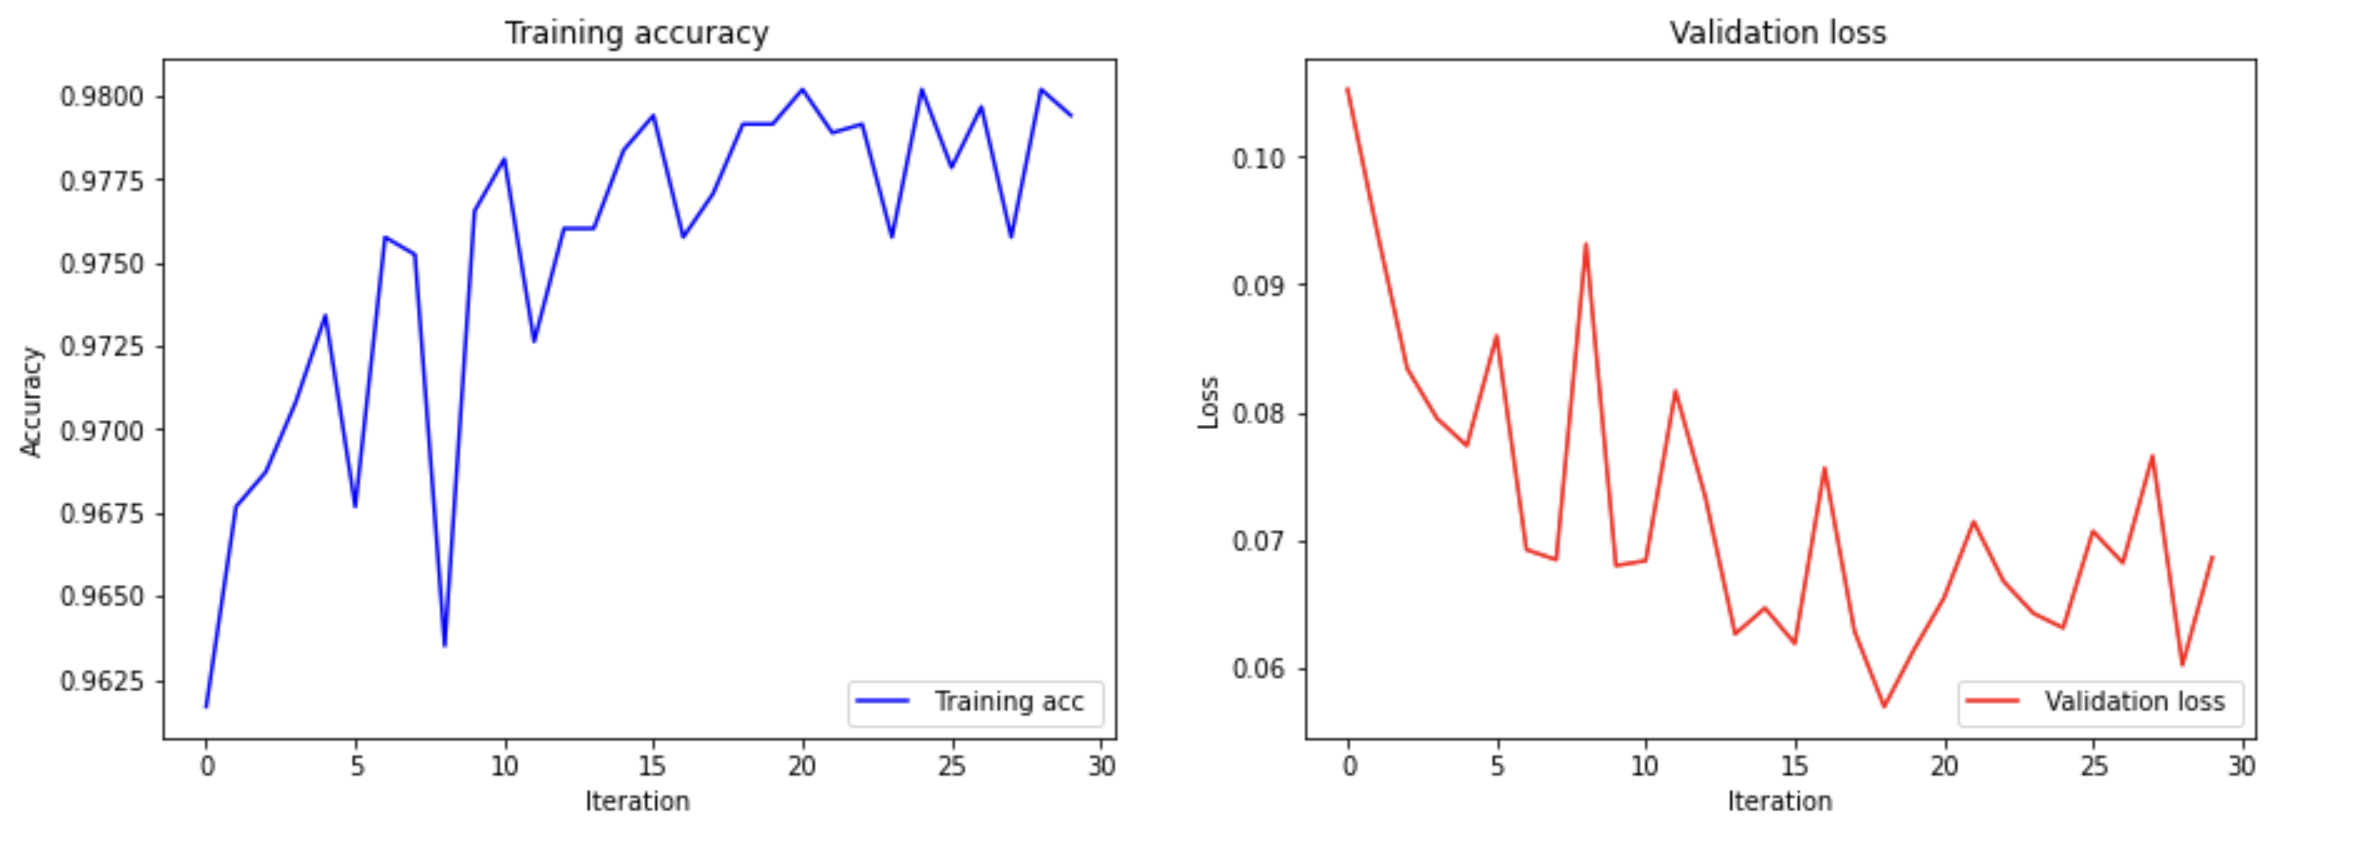 Training accuracy
0.9800
0.9775
0.9750
0.9725
0.9700
0.9675
0.9650
0.9625
Accuracy
Training acc
0 5 10 15 20 25 30
Iteration
Validation loss
0.10
0.09
0.08
0.07
0.06
Loss
Validation loss
0 5 10 15 20 25 30
Iteration